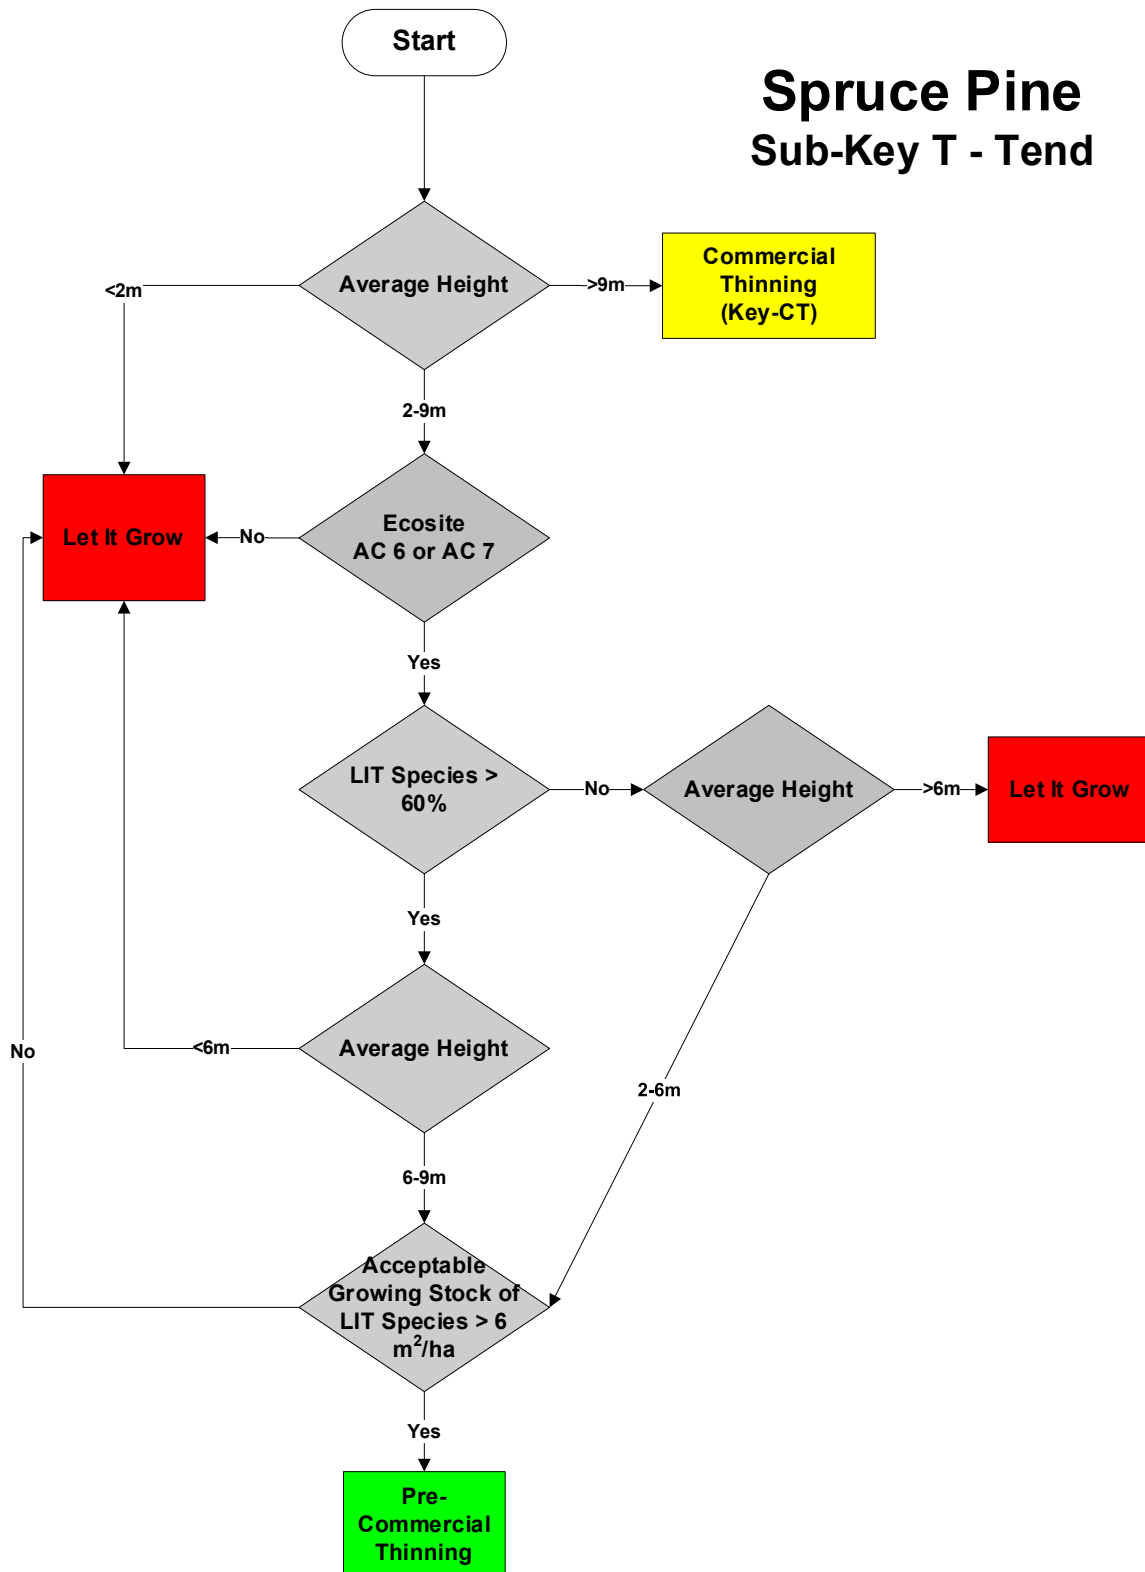 Start
Spruce Pine
Sub-Key T - Tend
Average Height
<2m
>9m
Commercial
Thinning
(Key-CT)
2-9m
Let It Grow
No
Ecosite
AC 6 or AC 7
Yes
LIT Species >
60%
No
Average Height
>6m
Let It Grow
Yes
No
<6m
Average Height
2-6m
6-9m
Acceptable
Growing Stock of
LIT Species > 6
m²/ha
Yes
Pre-
Commercial
Thinning